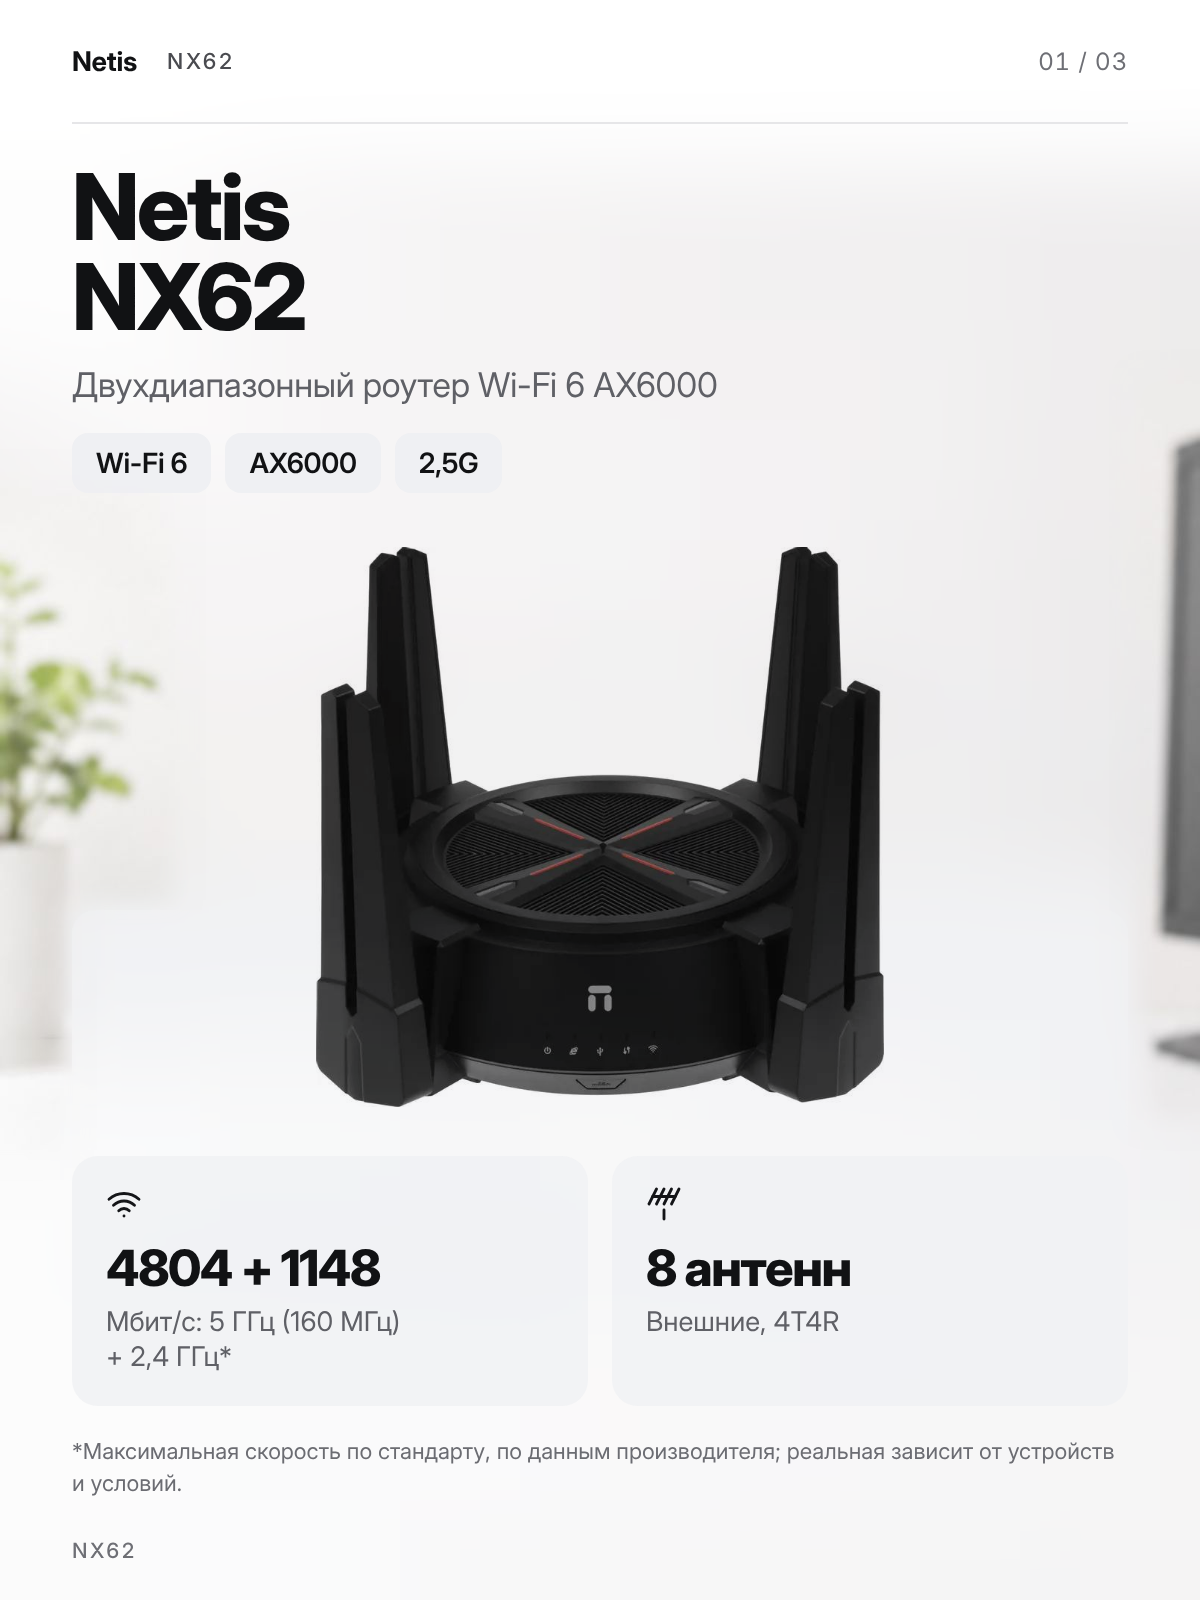 Netis NX62 01 / 03
Netis
NX62
Двухдиапазонный роутер Wi-Fi 6 AX6000
Wi-Fi 6 AX6000 2,5G
4804 + 1148
Мбит/с: 5 ГГц (160 МГц)
+ 2,4 ГГц*
8 антенн
Внешние, 4T4R
*Максимальная скорость по стандарту, по данным производителя; реальная зависит от устройств
и условий.
NX62